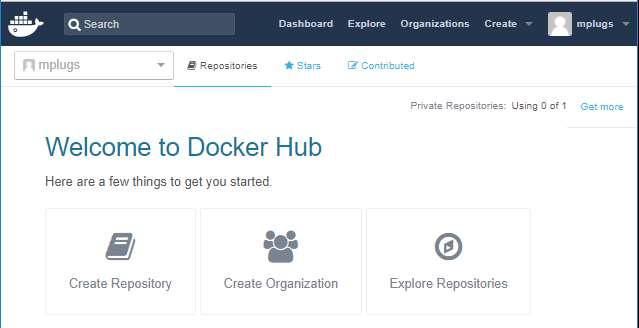 Search Dashboard Explore Organizations Create mplugs
mplugs Repositories Stars Contributed
Private Repositories: Using 0 of 1 Get more
Welcome to Docker Hub
Here are a few things to get you started.
Create Repository Create Organization Explore Repositories